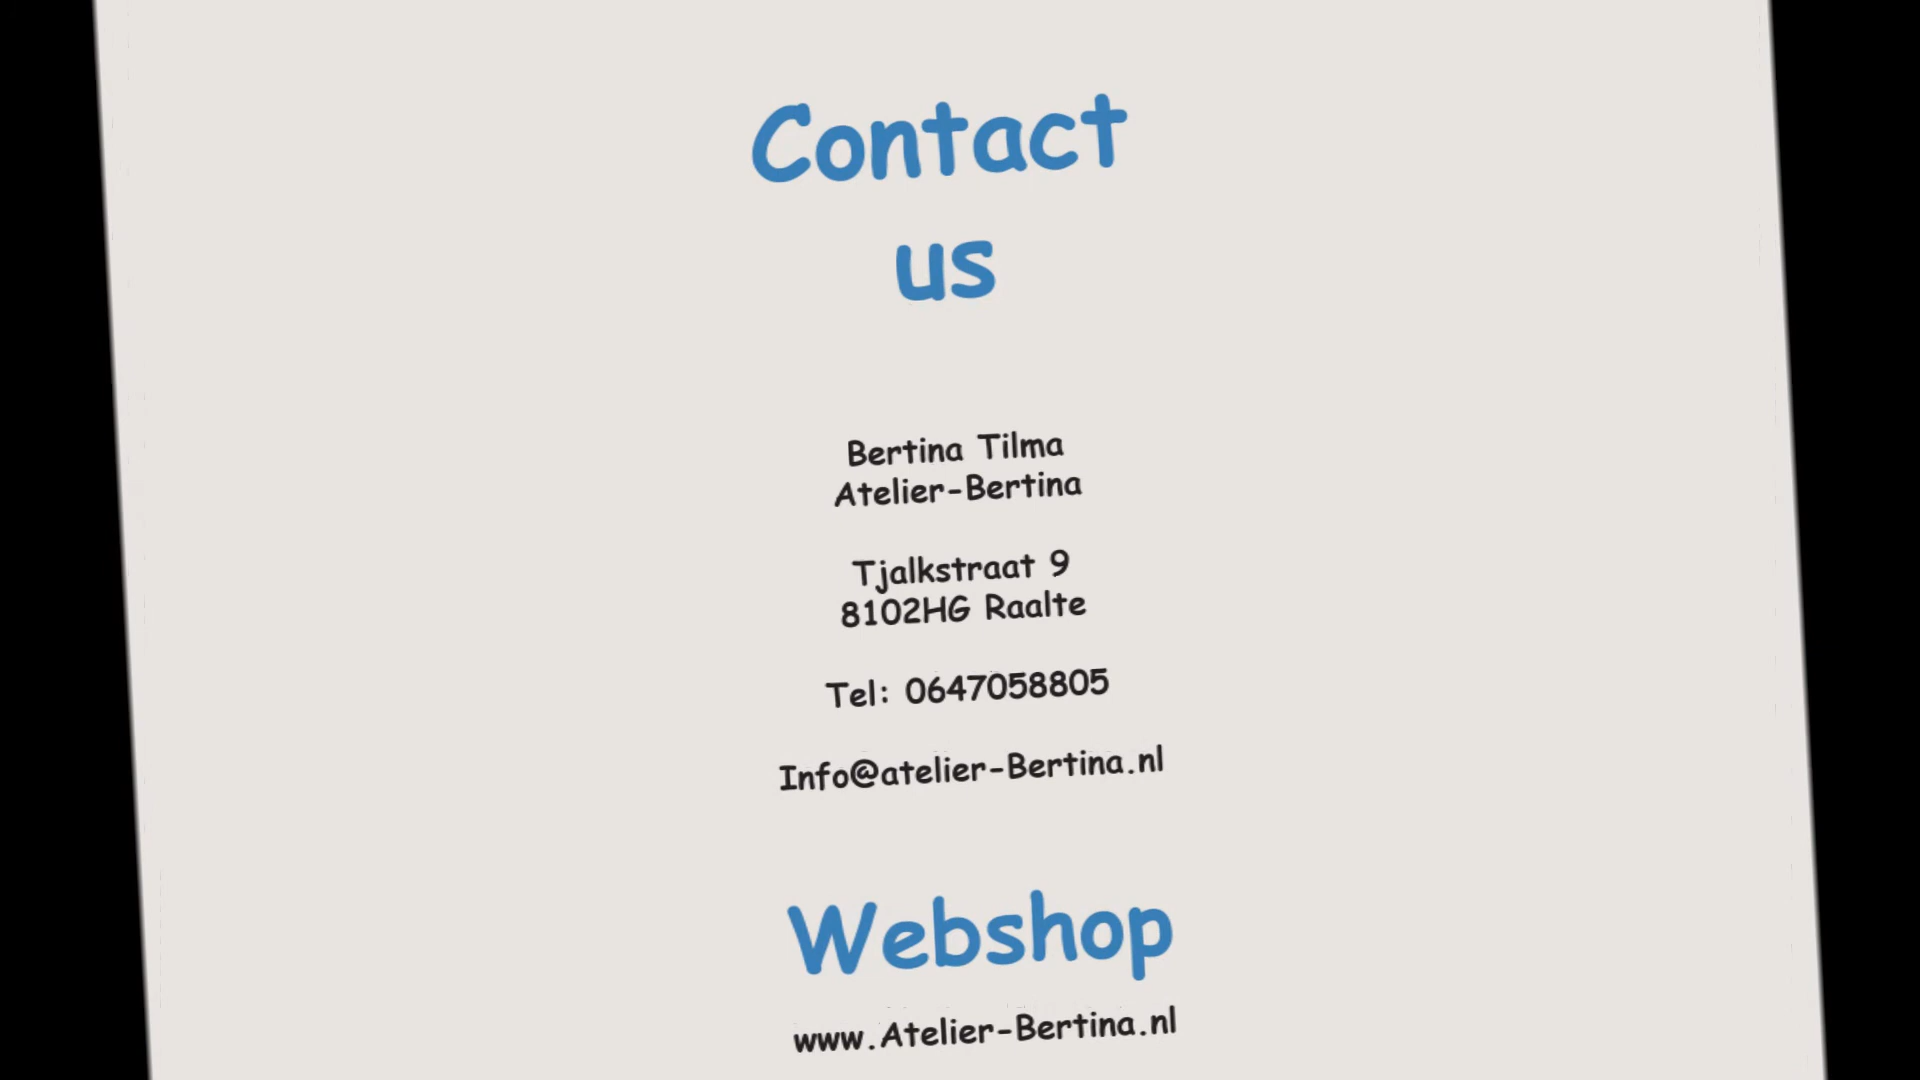 Contact
us
Bertina Tilma
Atelier-Bertina
Tjalkstraat 9
8102HG Raalte
Tel: 0647058805
Info@atelier-Bertina.nl
Webshop
www.Atelier-Bertina.nl